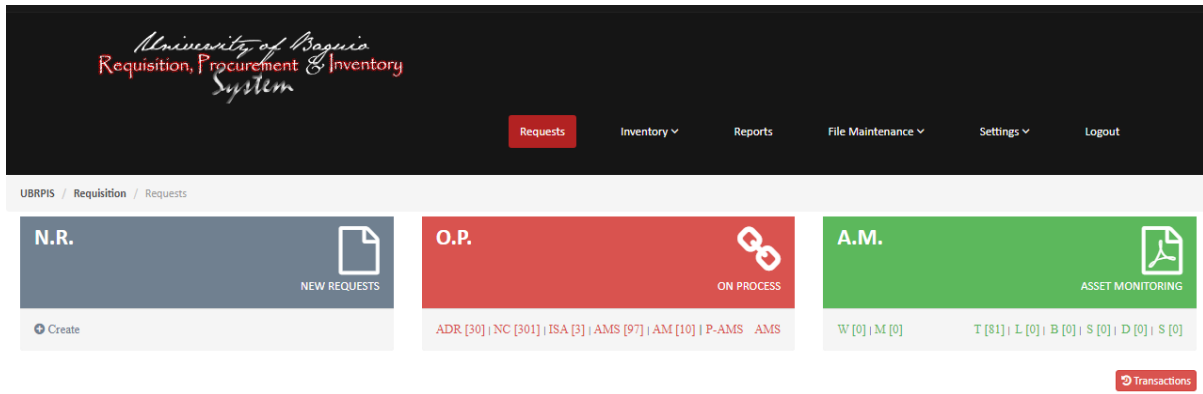 University of Baguio
Requisition, Procurement & Inventory
System
Requests Inventory Reports File Maintenance Settings Logout
UBRPIS / Requisition / Requests
N.R.
NEW REQUESTS
Create
O.P.
ON PROCESS
ADR [30] | NC [301] | ISA [3] | AMS [97] | AM [10] | P-AMS AMS
A.M.
ASSET MONITORING
W [0] | M [0] T [81] | L [0] | B [0] | S [0] | D [0] | S [0]
Transactions